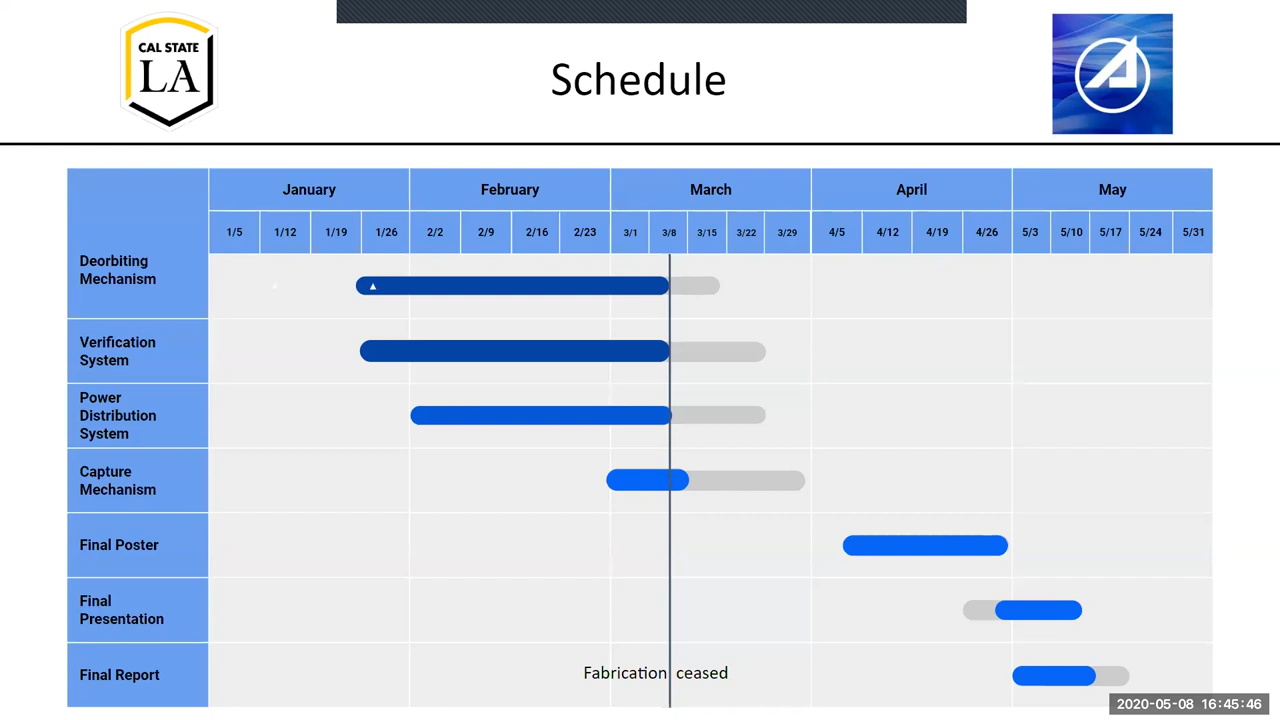 CAL STATE
LA
Schedule
January February March April May
1/5 1/12 1/19 1/26 2/2 2/9 2/16 2/23 3/1 3/8 3/15 3/22 3/29 4/5 4/12 4/19 4/26 5/3 5/10 5/17 5/24 5/31
Deorbiting
Mechanism
Verification
System
Power
Distribution
System
Capture
Mechanism
Final Poster
Final
Presentation
Final Report
Fabrication ceased
2020-05-08 16:45:46